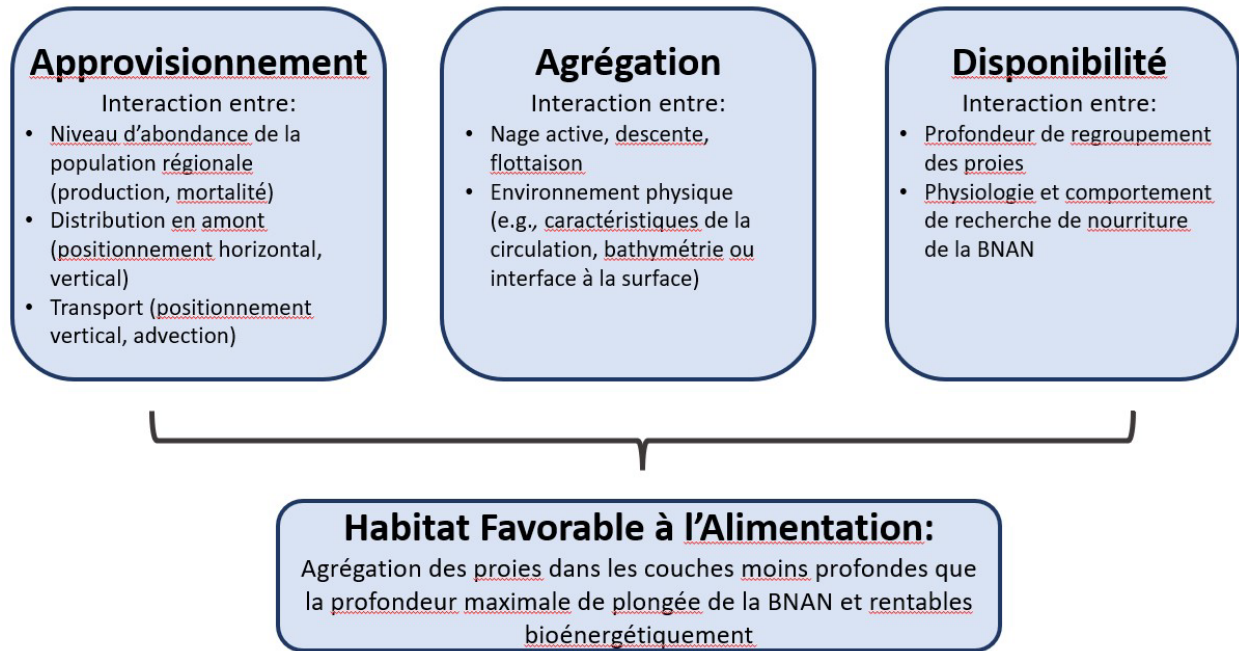 Approvisionnement
Interaction entre:
• Niveau d'abondance de la
population régionale
(production, mortalité)
• Distribution en amont
(positionnement horizontal,
vertical)
• Transport (positionnement
vertical, advection)
Agrégation
Interaction entre:
• Nage active, descente,
flottaison
• Environnement physique
(e.g., caractéristiques de la
circulation, bathymétrie ou
interface à la surface)
Disponibilité
Interaction entre:
• Profondeur de regroupement
des proies
• Physiologie et comportement
de recherche de nourriture
de la BNAN
Habitat Favorable à l'Alimentation:
Agrégation des proies dans les couches moins profondes que
la profondeur maximale de plongée de la BNAN et rentables
bioénergétiquement